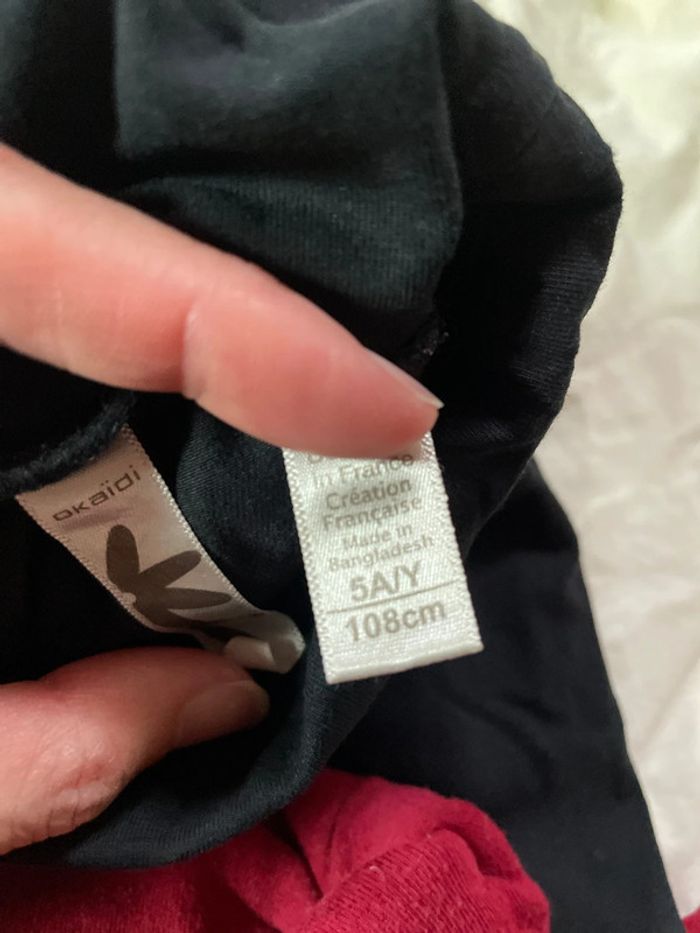 okaïdi
in France
Création
Française
Made in
Bangladesh
5A/Y
108cm